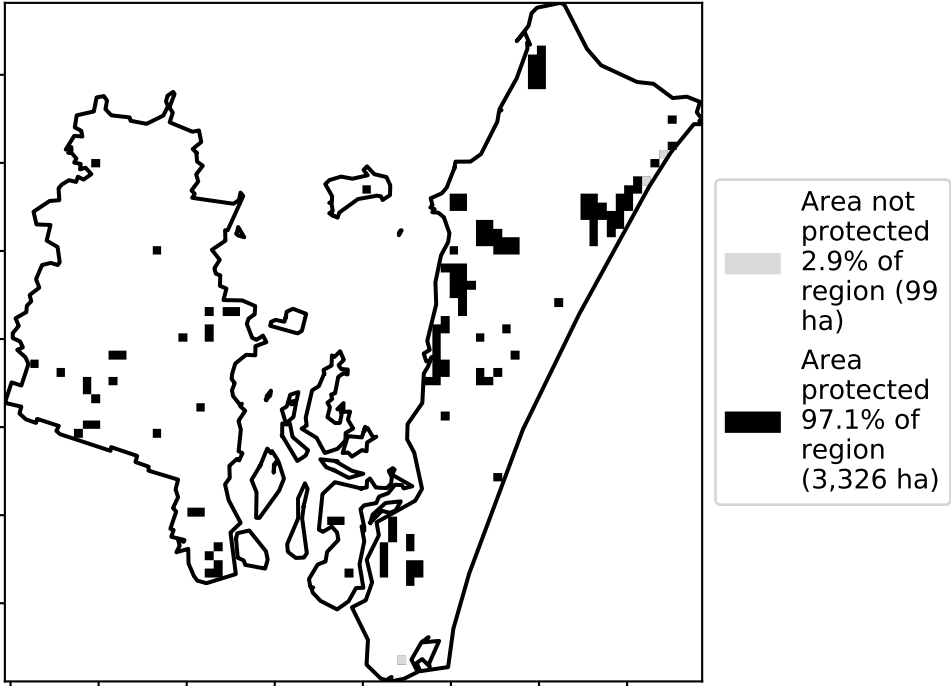 Area not
protected
2.9% of
region (99
ha)
Area
protected
97.1% of
region
(3,326 ha)